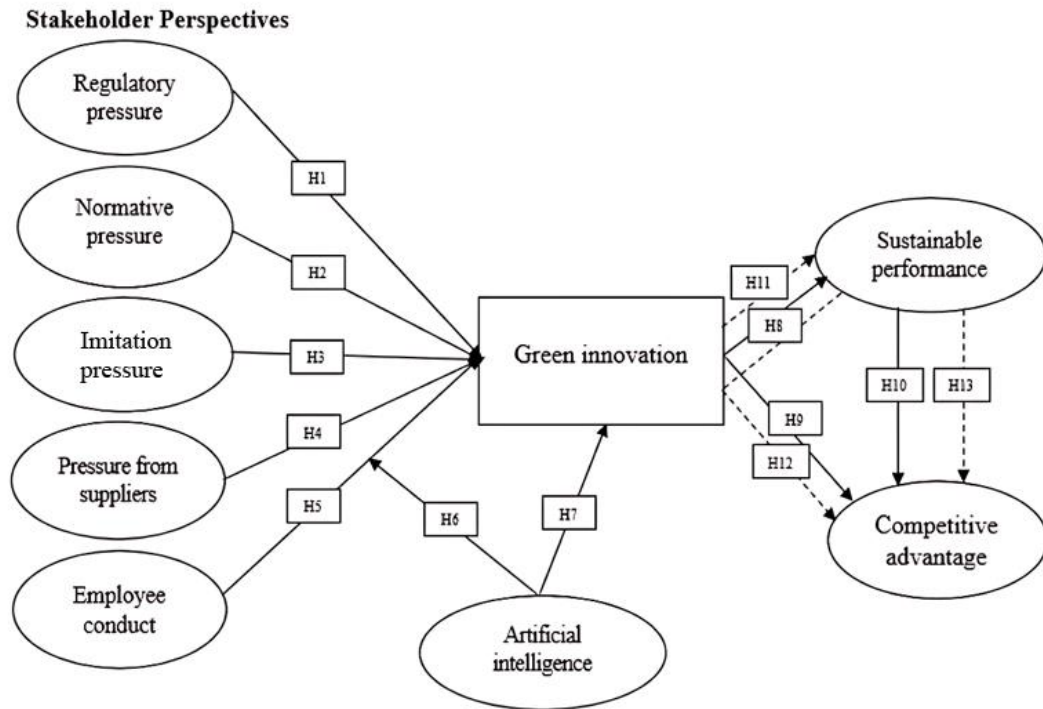 Stakeholder Perspectives
Regulatory
pressure
H1
Normative
pressure
H2
Imitation
pressure
H3
Pressure from
suppliers
H4
Employee
conduct
H5
H6
H7
Artificial
intelligence
Green innovation
H11
H8
H9
H12
Sustainable
performance
H10
H13
Competitive
advantage